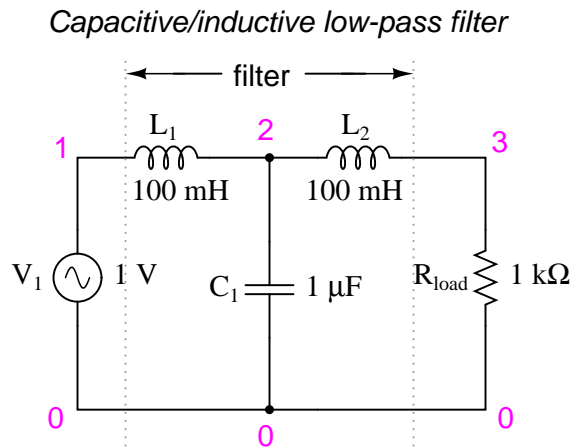 Capacitive/inductive low-pass filter
filter
L1
2
L2
1
3
100 mH
100 mH
V1
1 V
C1
1 μF
Rload
1 kΩ
0
0
0